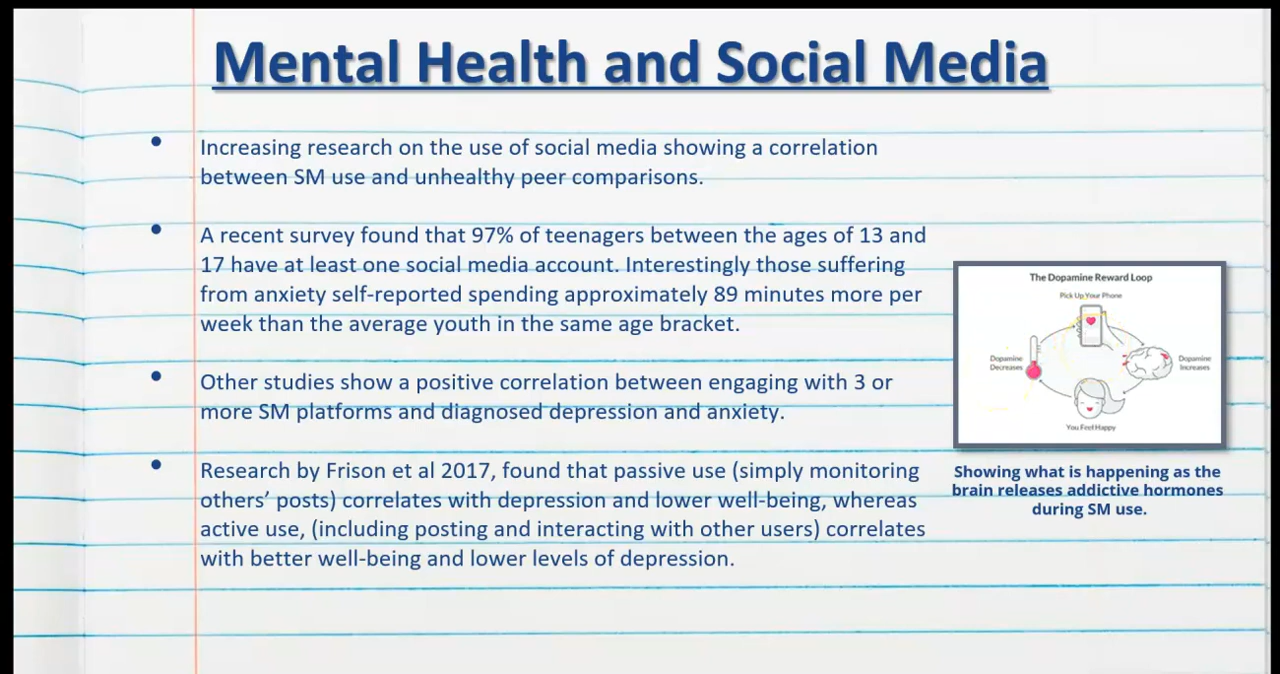 Mental Health and Social Media
• Increasing research on the use of social media showing a correlation
between SM use and unhealthy peer comparisons.
• A recent survey found that 97% of teenagers between the ages of 13 and
17 have at least one social media account. Interestingly those suffering
from anxiety self-reported spending approximately 89 minutes more per
week than the average youth in the same age bracket.
• Other studies show a positive correlation between engaging with 3 or
more SM platforms and diagnosed depression and anxiety.
• Research by Frison et al 2017, found that passive use (simply monitoring
others’ posts) correlates with depression and lower well-being, whereas
active use, (including posting and interacting with other users) correlates
with better well-being and lower levels of depression.
The Dopamine Reward Loop
Pick Up Your Phone
Dopamine
Increases
You Feel Happy
Dopamine
Decreases
Showing what is happening as the
brain releases addictive hormones
during SM use.